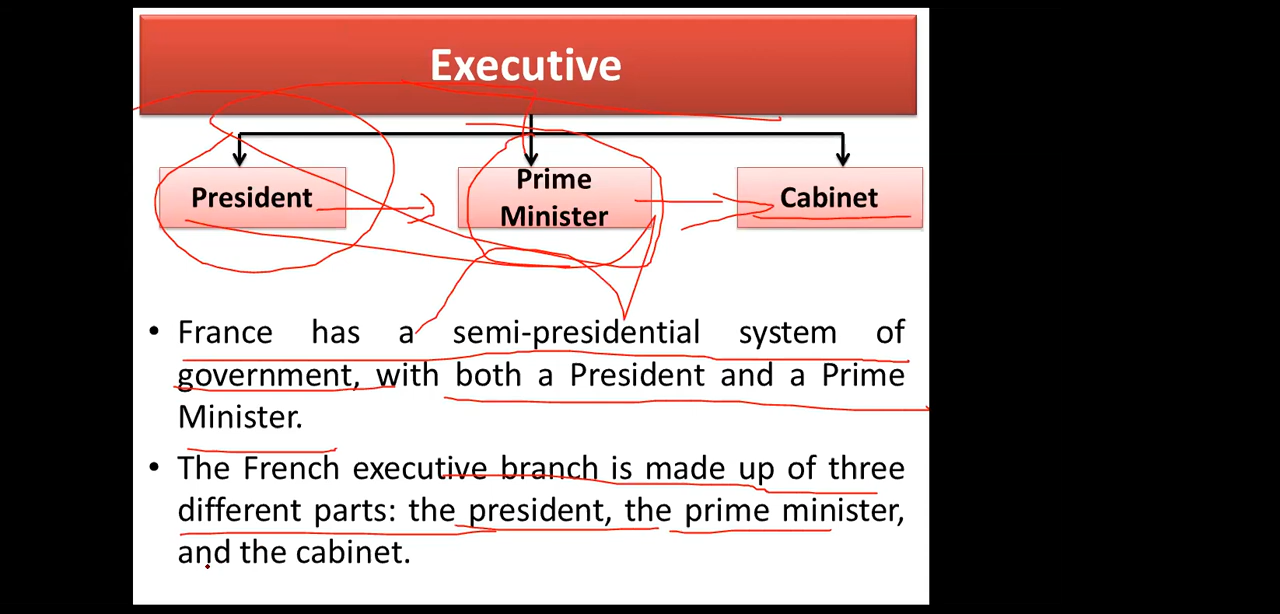 Executive
President
Prime
Minister
Cabinet
• France has a semi-presidential system of
government, with both a President and a Prime
Minister.
• The French executive branch is made up of three
different parts: the president, the prime minister,
and the cabinet.